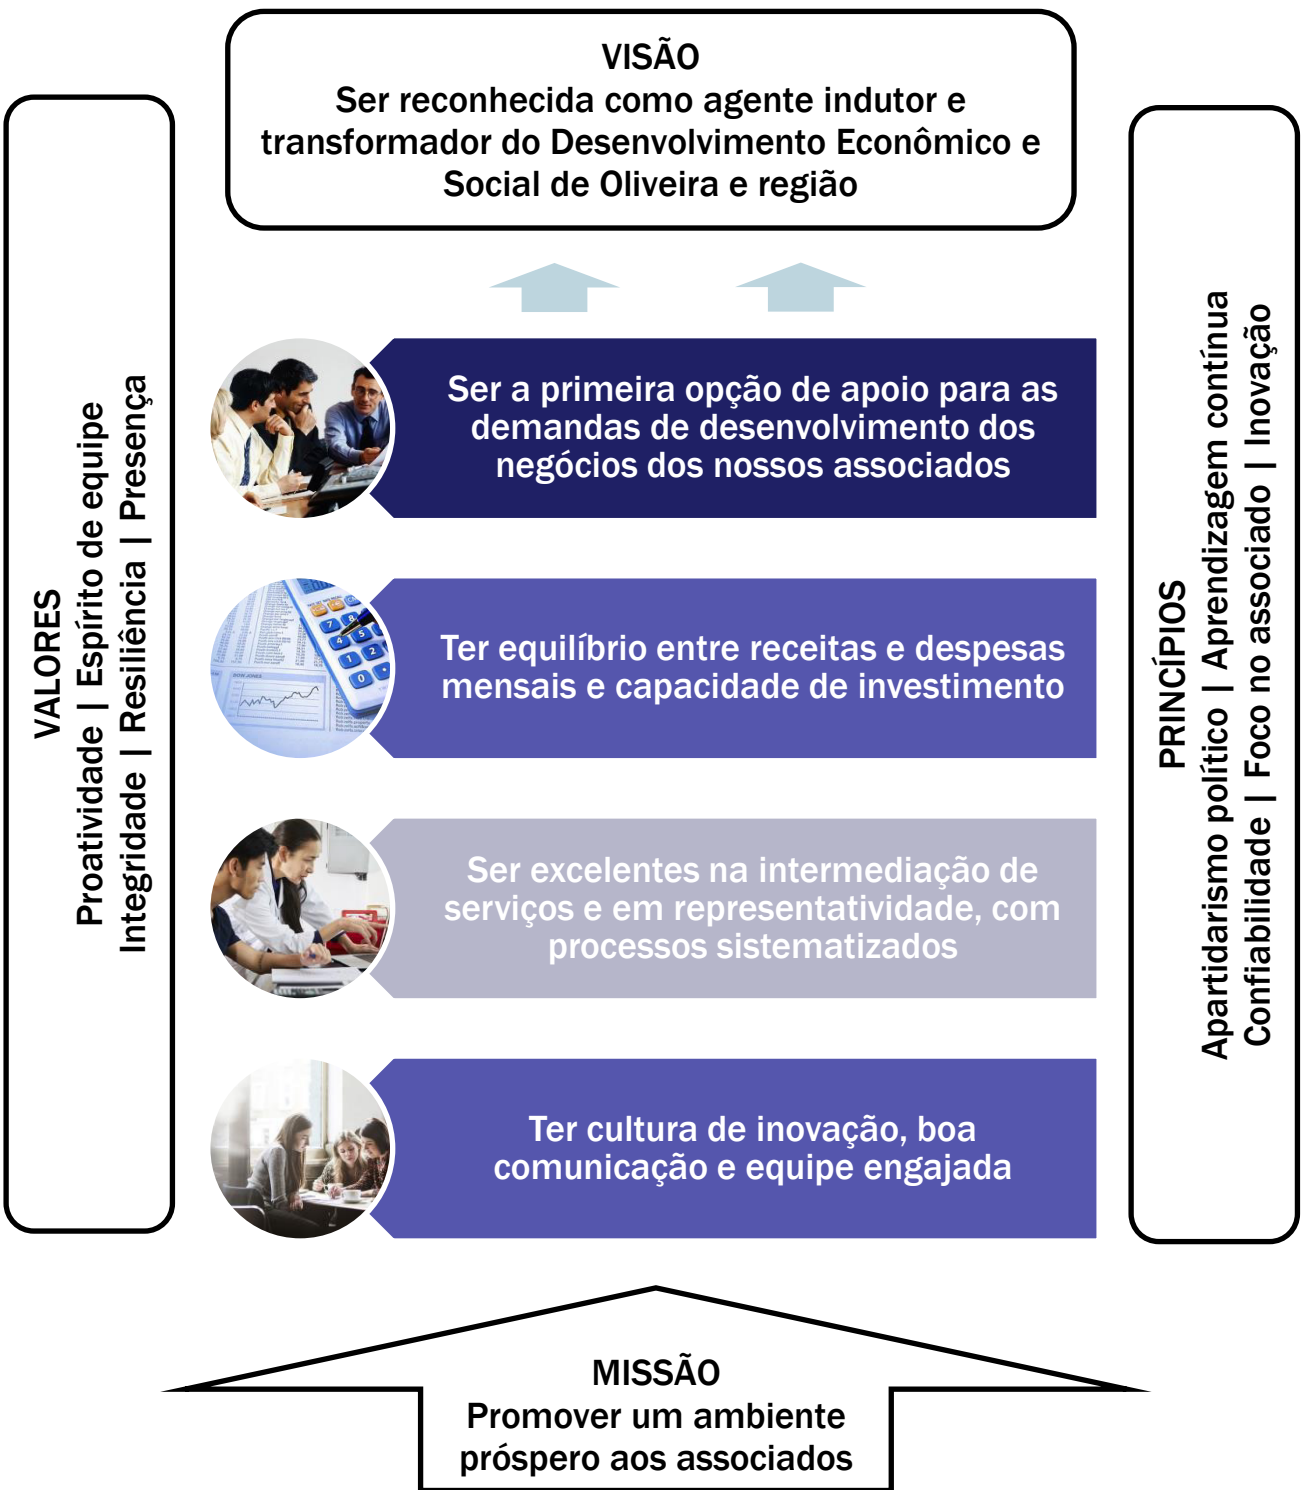 VISÃO
Ser reconhecida como agente indutor e
transformador do Desenvolvimento Econômico e
Social de Oliveira e região
VALORES
Proatividade | Espírito de equipe
Integridade | Resiliência | Presença
Ser a primeira opção de apoio para as
demandas de desenvolvimento dos
negócios dos nossos associados
Ter equilíbrio entre receitas e despesas
mensais e capacidade de investimento
Ser excelentes na intermediação de
serviços e em representatividade, com
processos sistematizados
Ter cultura de inovação, boa
comunicação e equipe engajada
PRINCÍPIOS
Apartidarismo político | Aprendizagem contínua
Confiabilidade | Foco no associado | Inovação
MISSÃO
Promover um ambiente
próspero aos associados